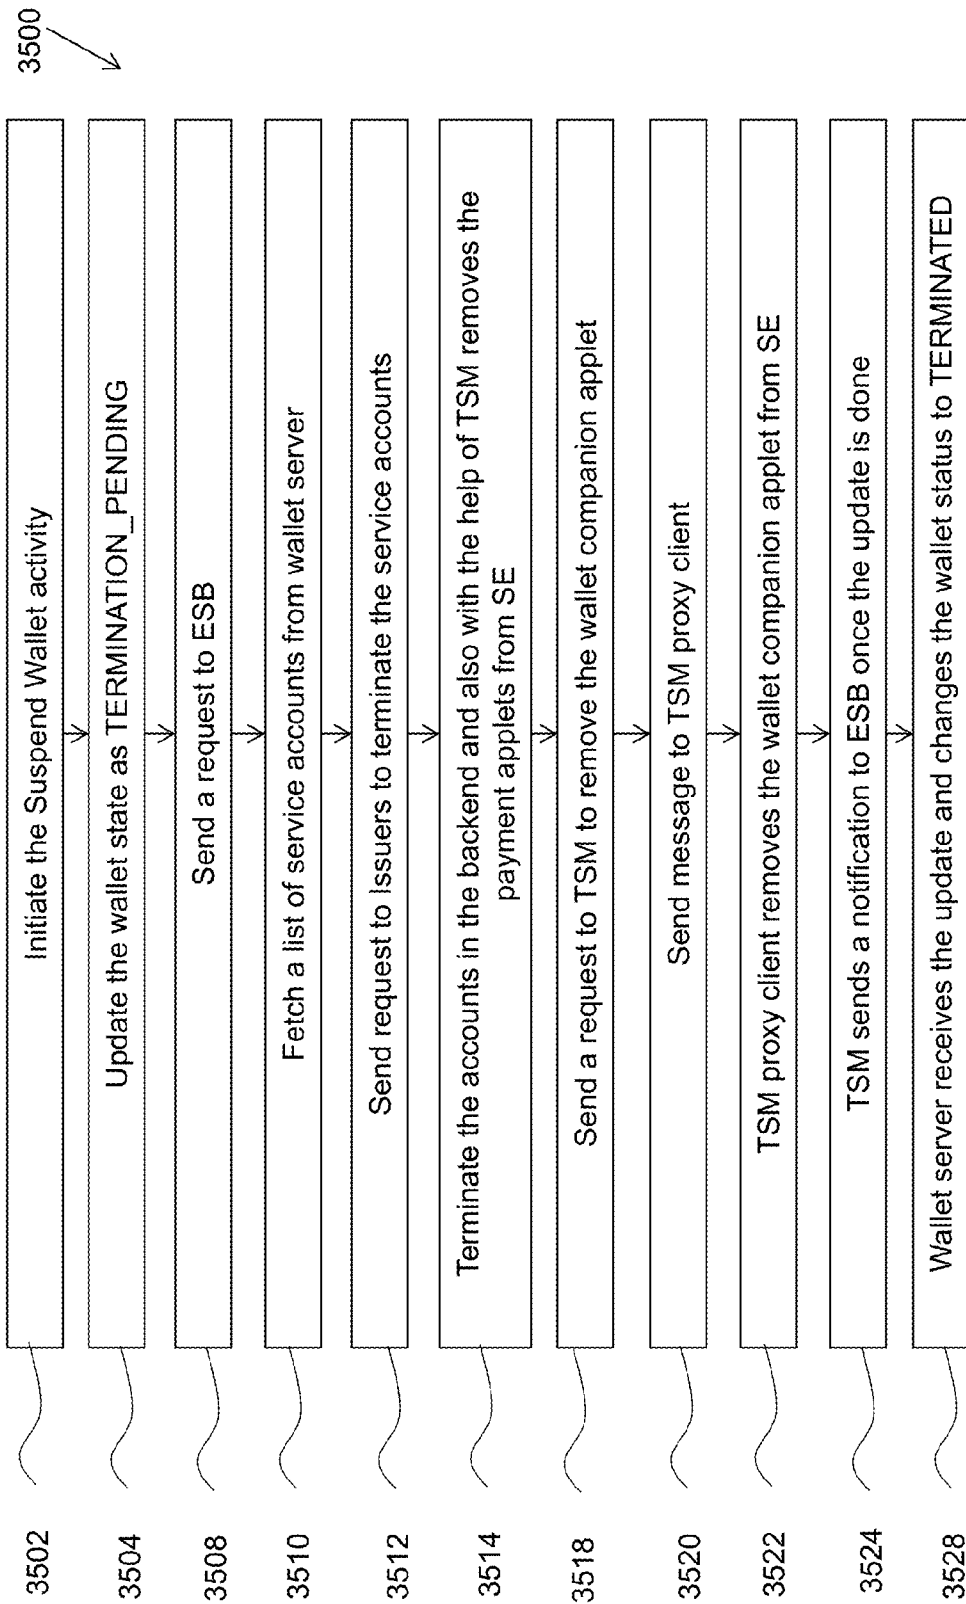 3500
3502
Initiate the Suspend Wallet activity
3504
Update the wallet state as TERMINATION_PENDING
3508
Send a request to ESB
3510
Fetch a list of service accounts from wallet server
3512
Send request to Issuers to terminate the service accounts
3514
Terminate the accounts in the backend and also with the help of TSM removes the
payment applets from SE
3518
Send a request to TSM to remove the wallet companion applet
3520
Send message to TSM proxy client
3522
TSM proxy client removes the wallet companion applet from SE
3524
TSM sends a notification to ESB once the update is done
3528
Wallet server receives the update and changes the wallet status to TERMINATED